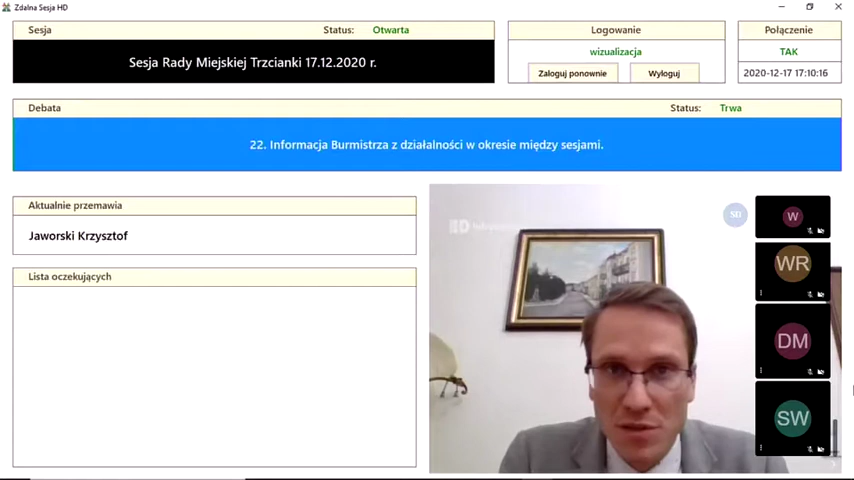 Zdalna Sesja HD
Sesja
Status: Otwarta
Sesja Rady Miejskiej Trzcianki 17.12.2020 r.
Logowanie
wizualizacja
Zaloguj ponownie
Wyloguj
Połączenie
TAK
2020-12-17 17:10:16
Debata
Status: Trwa
22. Informacja Burmistrza z działalności w okresie między sesjami.
Aktualnie przemawia
Jaworski Krzysztof
Lista oczekujących
SD
W
WR
DM
SW